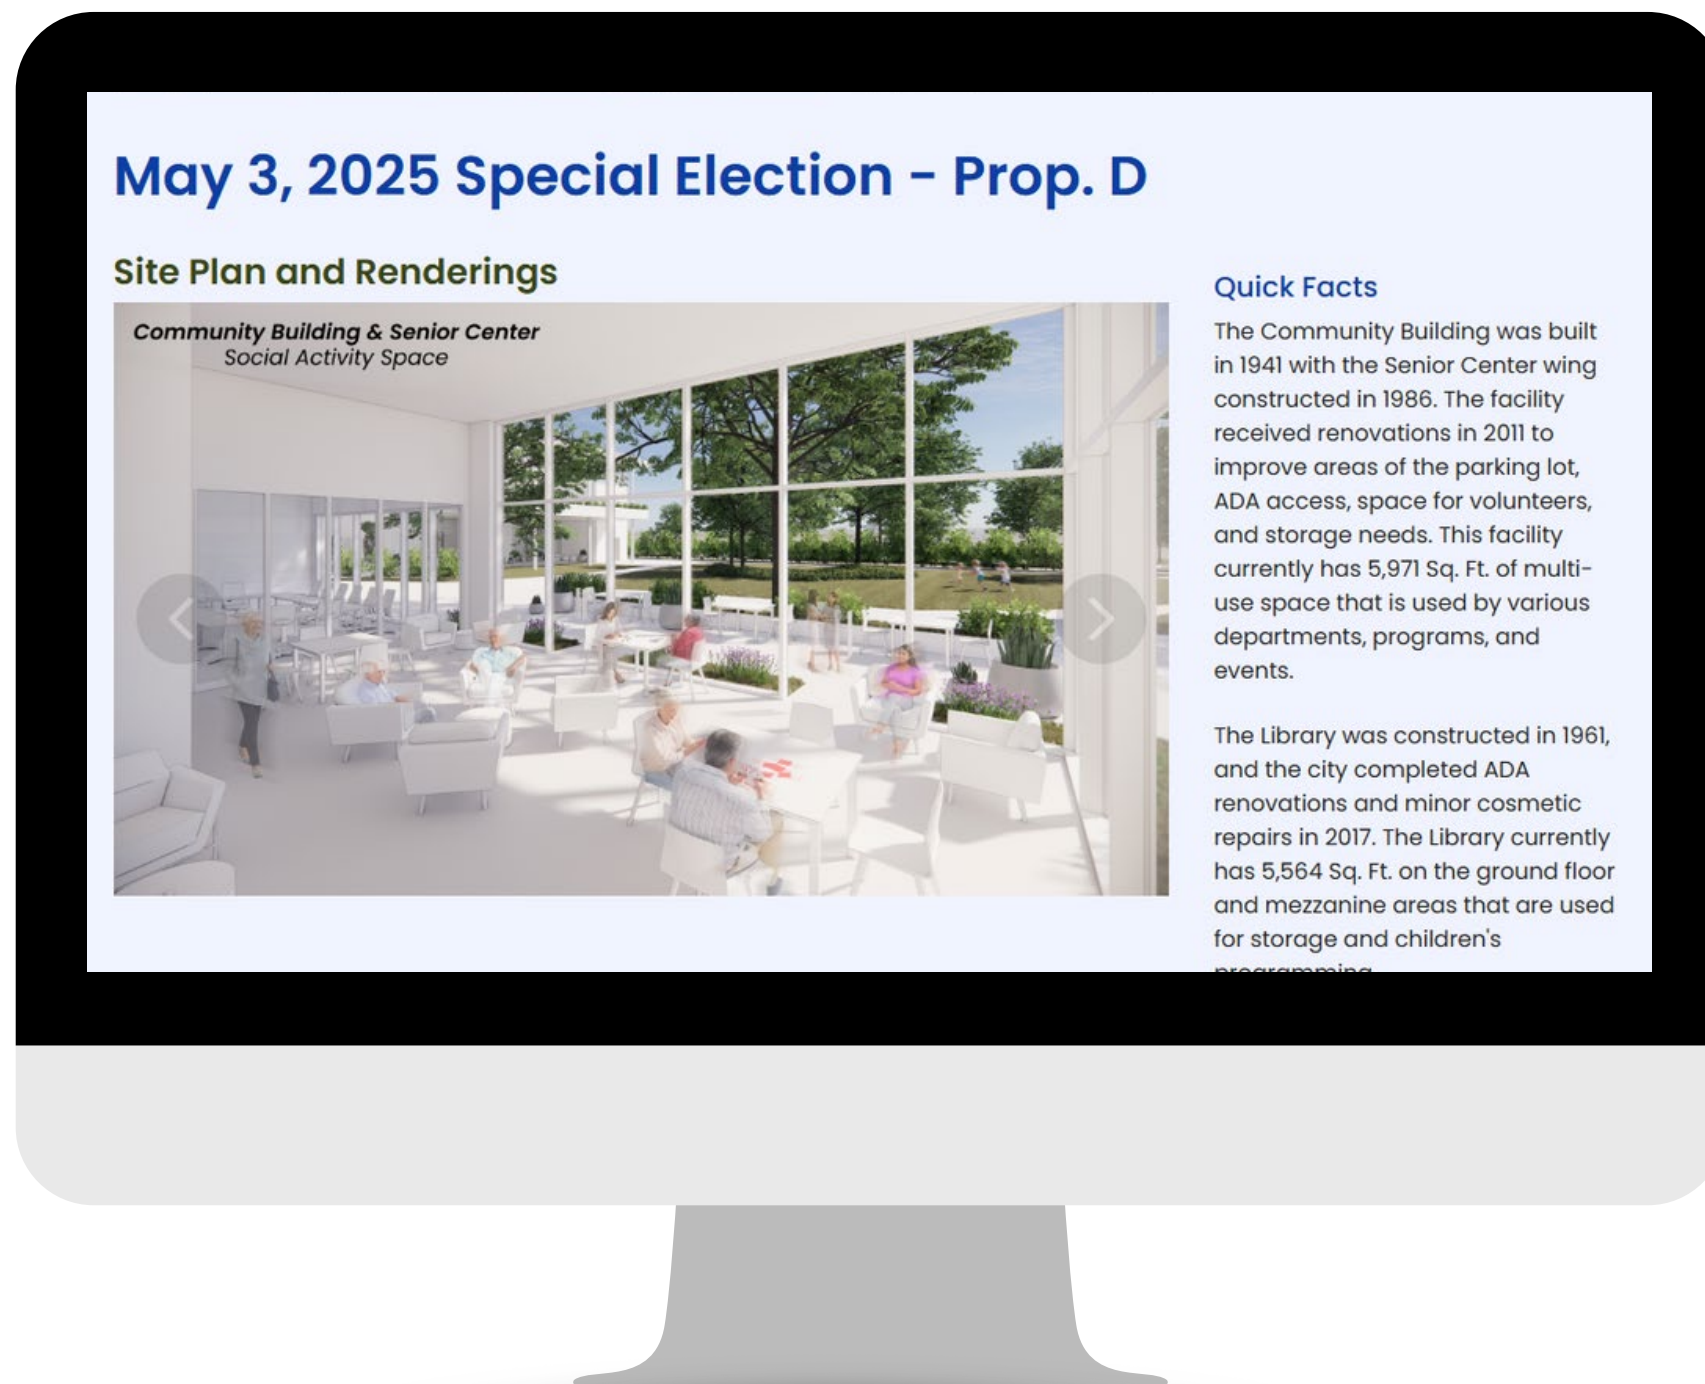 May 3, 2025 Special Election - Prop. D
Site Plan and Renderings
Community Building & Senior Center
Social Activity Space
Quick Facts
The Community Building was built
in 1941 with the Senior Center wing
constructed in 1986. The facility
received renovations in 2011 to
improve areas of the parking lot,
ADA access, space for volunteers,
and storage needs. This facility
currently has 5,971 Sq. Ft. of multi-
use space that is used by various
departments, programs, and
events.
The Library was constructed in 1961,
and the city completed ADA
renovations and minor cosmetic
repairs in 2017. The Library currently
has 5,564 Sq. Ft. on the ground floor
and mezzanine areas that are used
for storage and children's
programming.